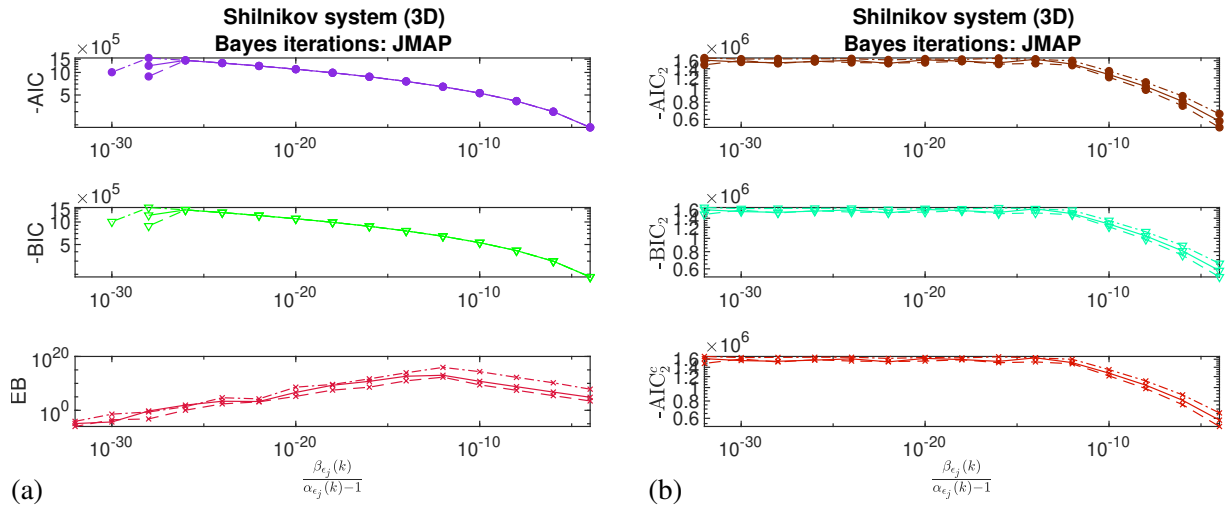 Shilnikov system (3D)
Bayes iterations: JMAP
× 10^5
15
10
5
-AIC
10^-30
10^-20
10^-10
× 10^5
15
10
5
-BIC
10^-30
10^-20
10^-10
10^20
10^0
EB
10^-30
10^-20
10^-10
(a)
β_{ϵ_j}(k)
α_{ϵ_j}(k)−1
Shilnikov system (3D)
Bayes iterations: JMAP
× 10^6
1.6
1.4
1
0.8
0.6
-AIC_2
10^-30
10^-20
10^-10
× 10^6
1.6
1.4
1
0.8
0.6
-BIC_2
10^-30
10^-20
10^-10
× 10^6
1.6
1.4
1
0.8
0.6
-AIC_2^c
10^-30
10^-20
10^-10
(b)
β_{ϵ_j}(k)
α_{ϵ_j}(k)−1